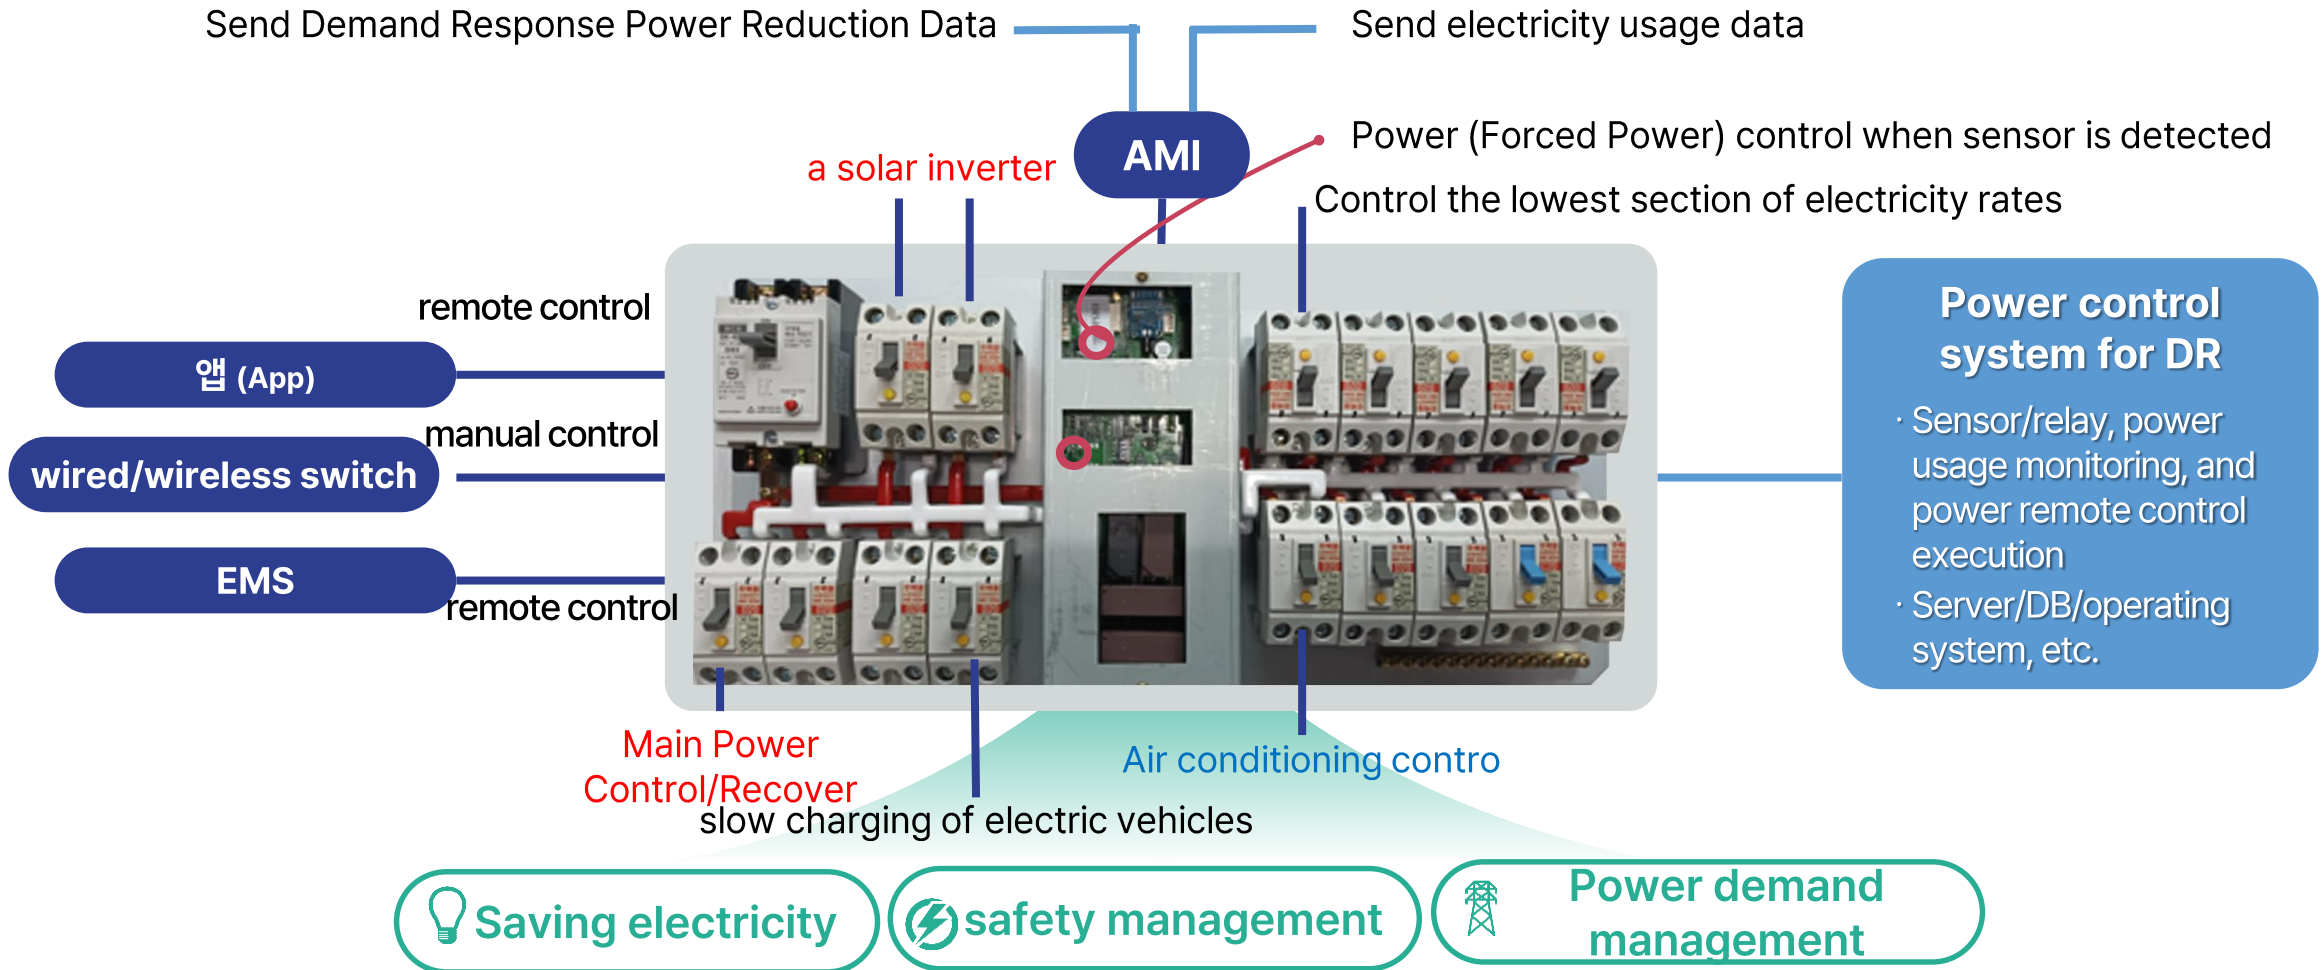 Send Demand Response Power Reduction Data
Send electricity usage data
AMI
Power (Forced Power) control when sensor is detected
a solar inverter
Control the lowest section of electricity rates
remote control
앱 (App)
manual control
wired/wireless switch
EMS
remote control
Power control
system for DR
· Sensor/relay, power
usage monitoring, and
power remote control
execution
· Server/DB/operating
system, etc.
Main Power
Control/Recover
Air conditioning contro
slow charging of electric vehicles
Saving electricity
safety management
Power demand
management